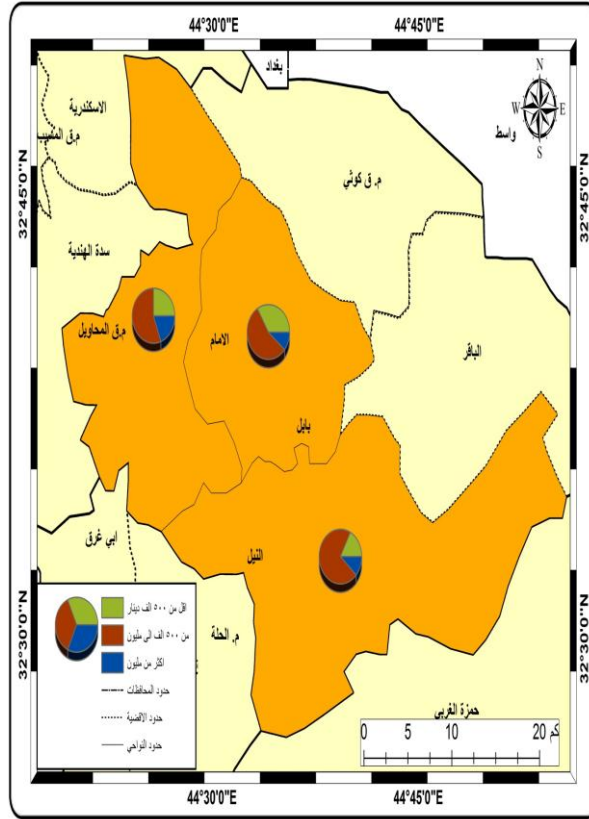 44°30'0"E
44°45'0"E
بغداد
N
W E
S
واسط
الاسكندرية
م.ق المسيب
م. ق كوثي
32°45'0"N
32°45'0"N
سدة الهندية
م.ق المحاويل
الامام
الباقر
بابل
ابي غرق
النيل
م. الحلة
اقل من ٥٠٠ الف دينار
من ٥٠٠ الف الى مليون
اكثر من مليون
حدود المحافظات
حدود الاقضية
حدود النواحي
32°30'0"N
32°30'0"N
حمزة الغربي
0 5 10 20 كم
44°30'0"E
44°45'0"E